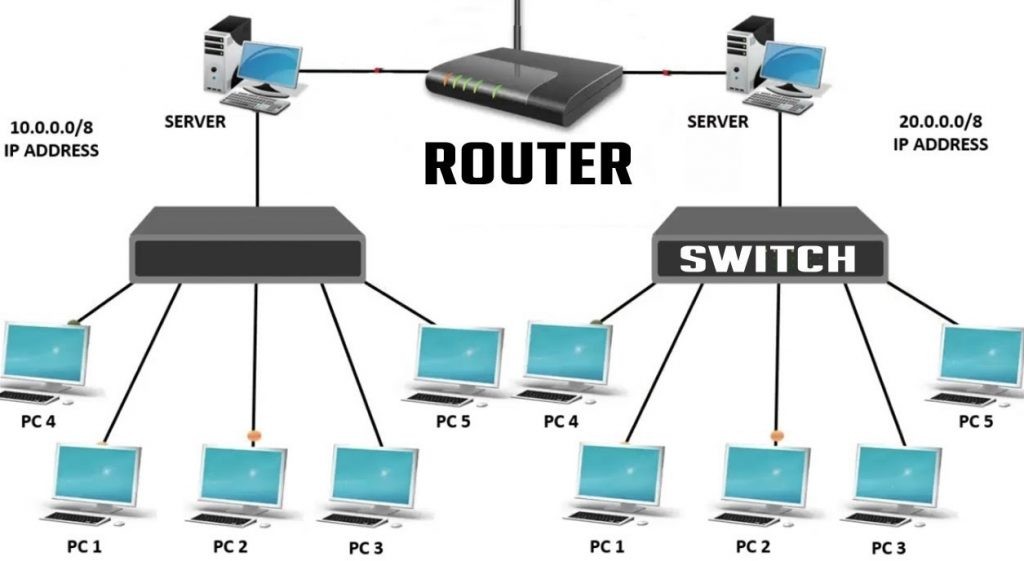 SERVER
SERVER
10.0.0.0/8
IP ADDRESS
20.0.0.0/8
IP ADDRESS
ROUTER
SWITCH
PC 4
PC 5
PC 4
PC 5
PC 1
PC 2
PC 3
PC 1
PC 2
PC 3